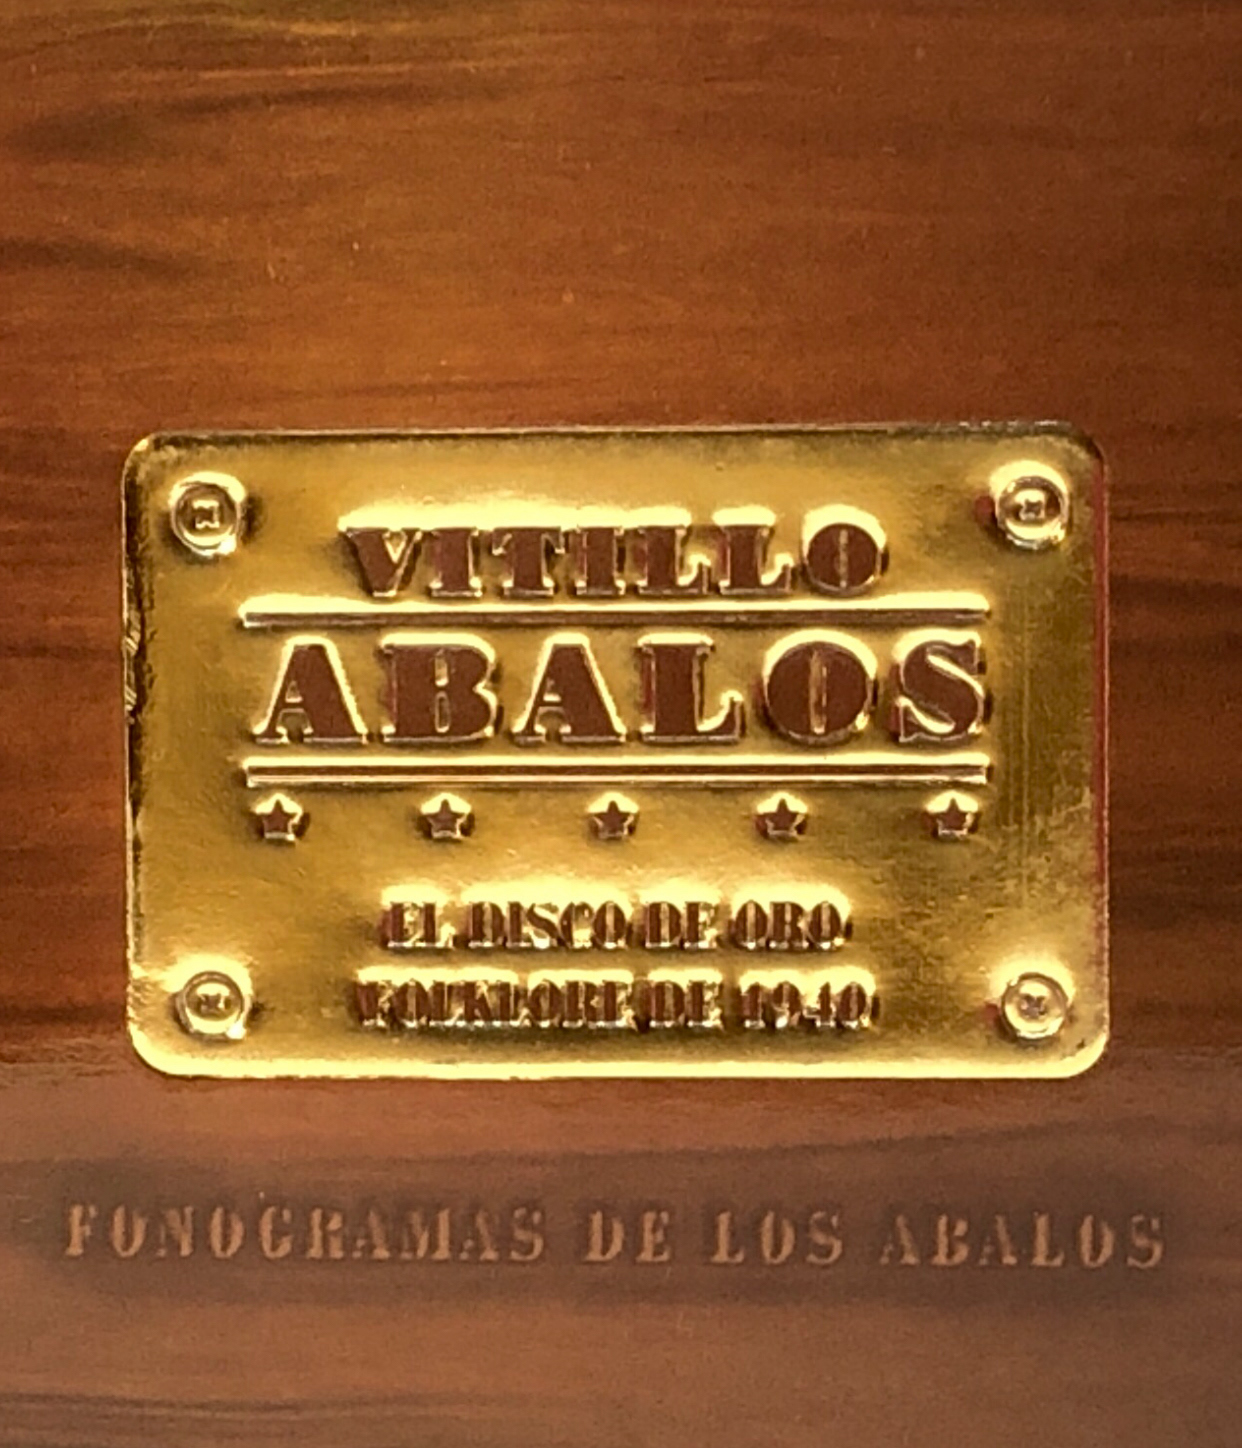 VITILLO
ABALOS
EL DISCO DE ORO
FOLKLORE DE 1940
FONOGRAMAS DE LOS ABALOS